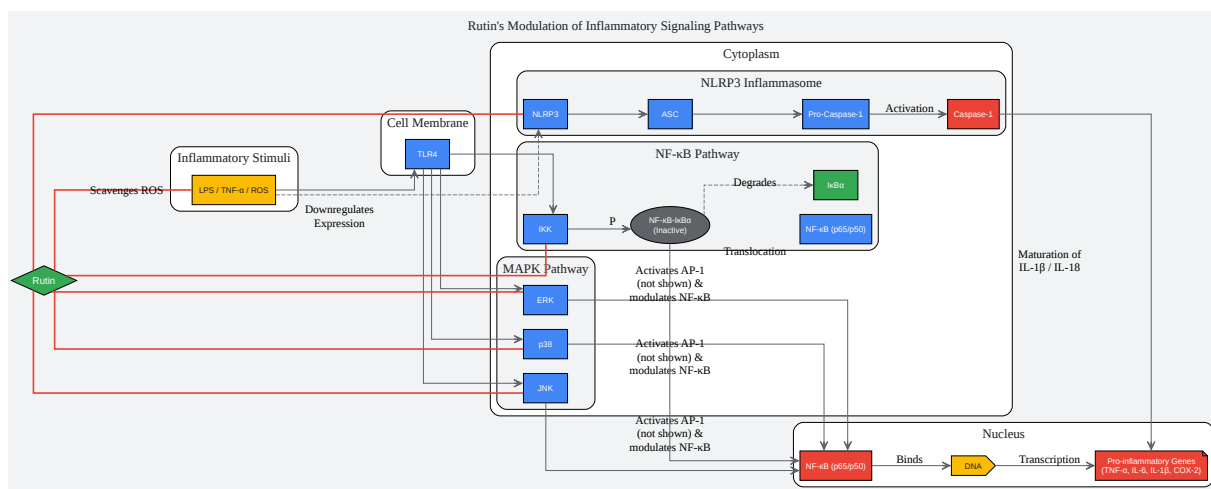 Rutin's Modulation of Inflammatory Signaling Pathways
Cytoplasm
NLRP3 Inflammasome
NLRP3
ASC
Pro-Caspase-1
Activation
Caspase-1
Cell Membrane
TLR4
Inflammatory Stimuli
LPS / TNF-α / ROS
Scavenges ROS
Downregulates
Expression
NF-κB Pathway
Degrades
IκBα
IKK
P
NF-κB-IκBα
(Inactive)
NF-κB (p65/p50)
Translocation
Maturation of
IL-1β / IL-18
Rutin
MAPK Pathway
ERK
Activates AP-1
(not shown) &
modulates NF-κB
p38
Activates AP-1
(not shown) &
modulates NF-κB
JNK
Activates AP-1
(not shown) &
modulates NF-κB
Nucleus
NF-κB (p65/p50)
Binds
DNA
Transcription
Pro-inflammatory Genes
(TNF-α, IL-6, IL-1β, COX-2)